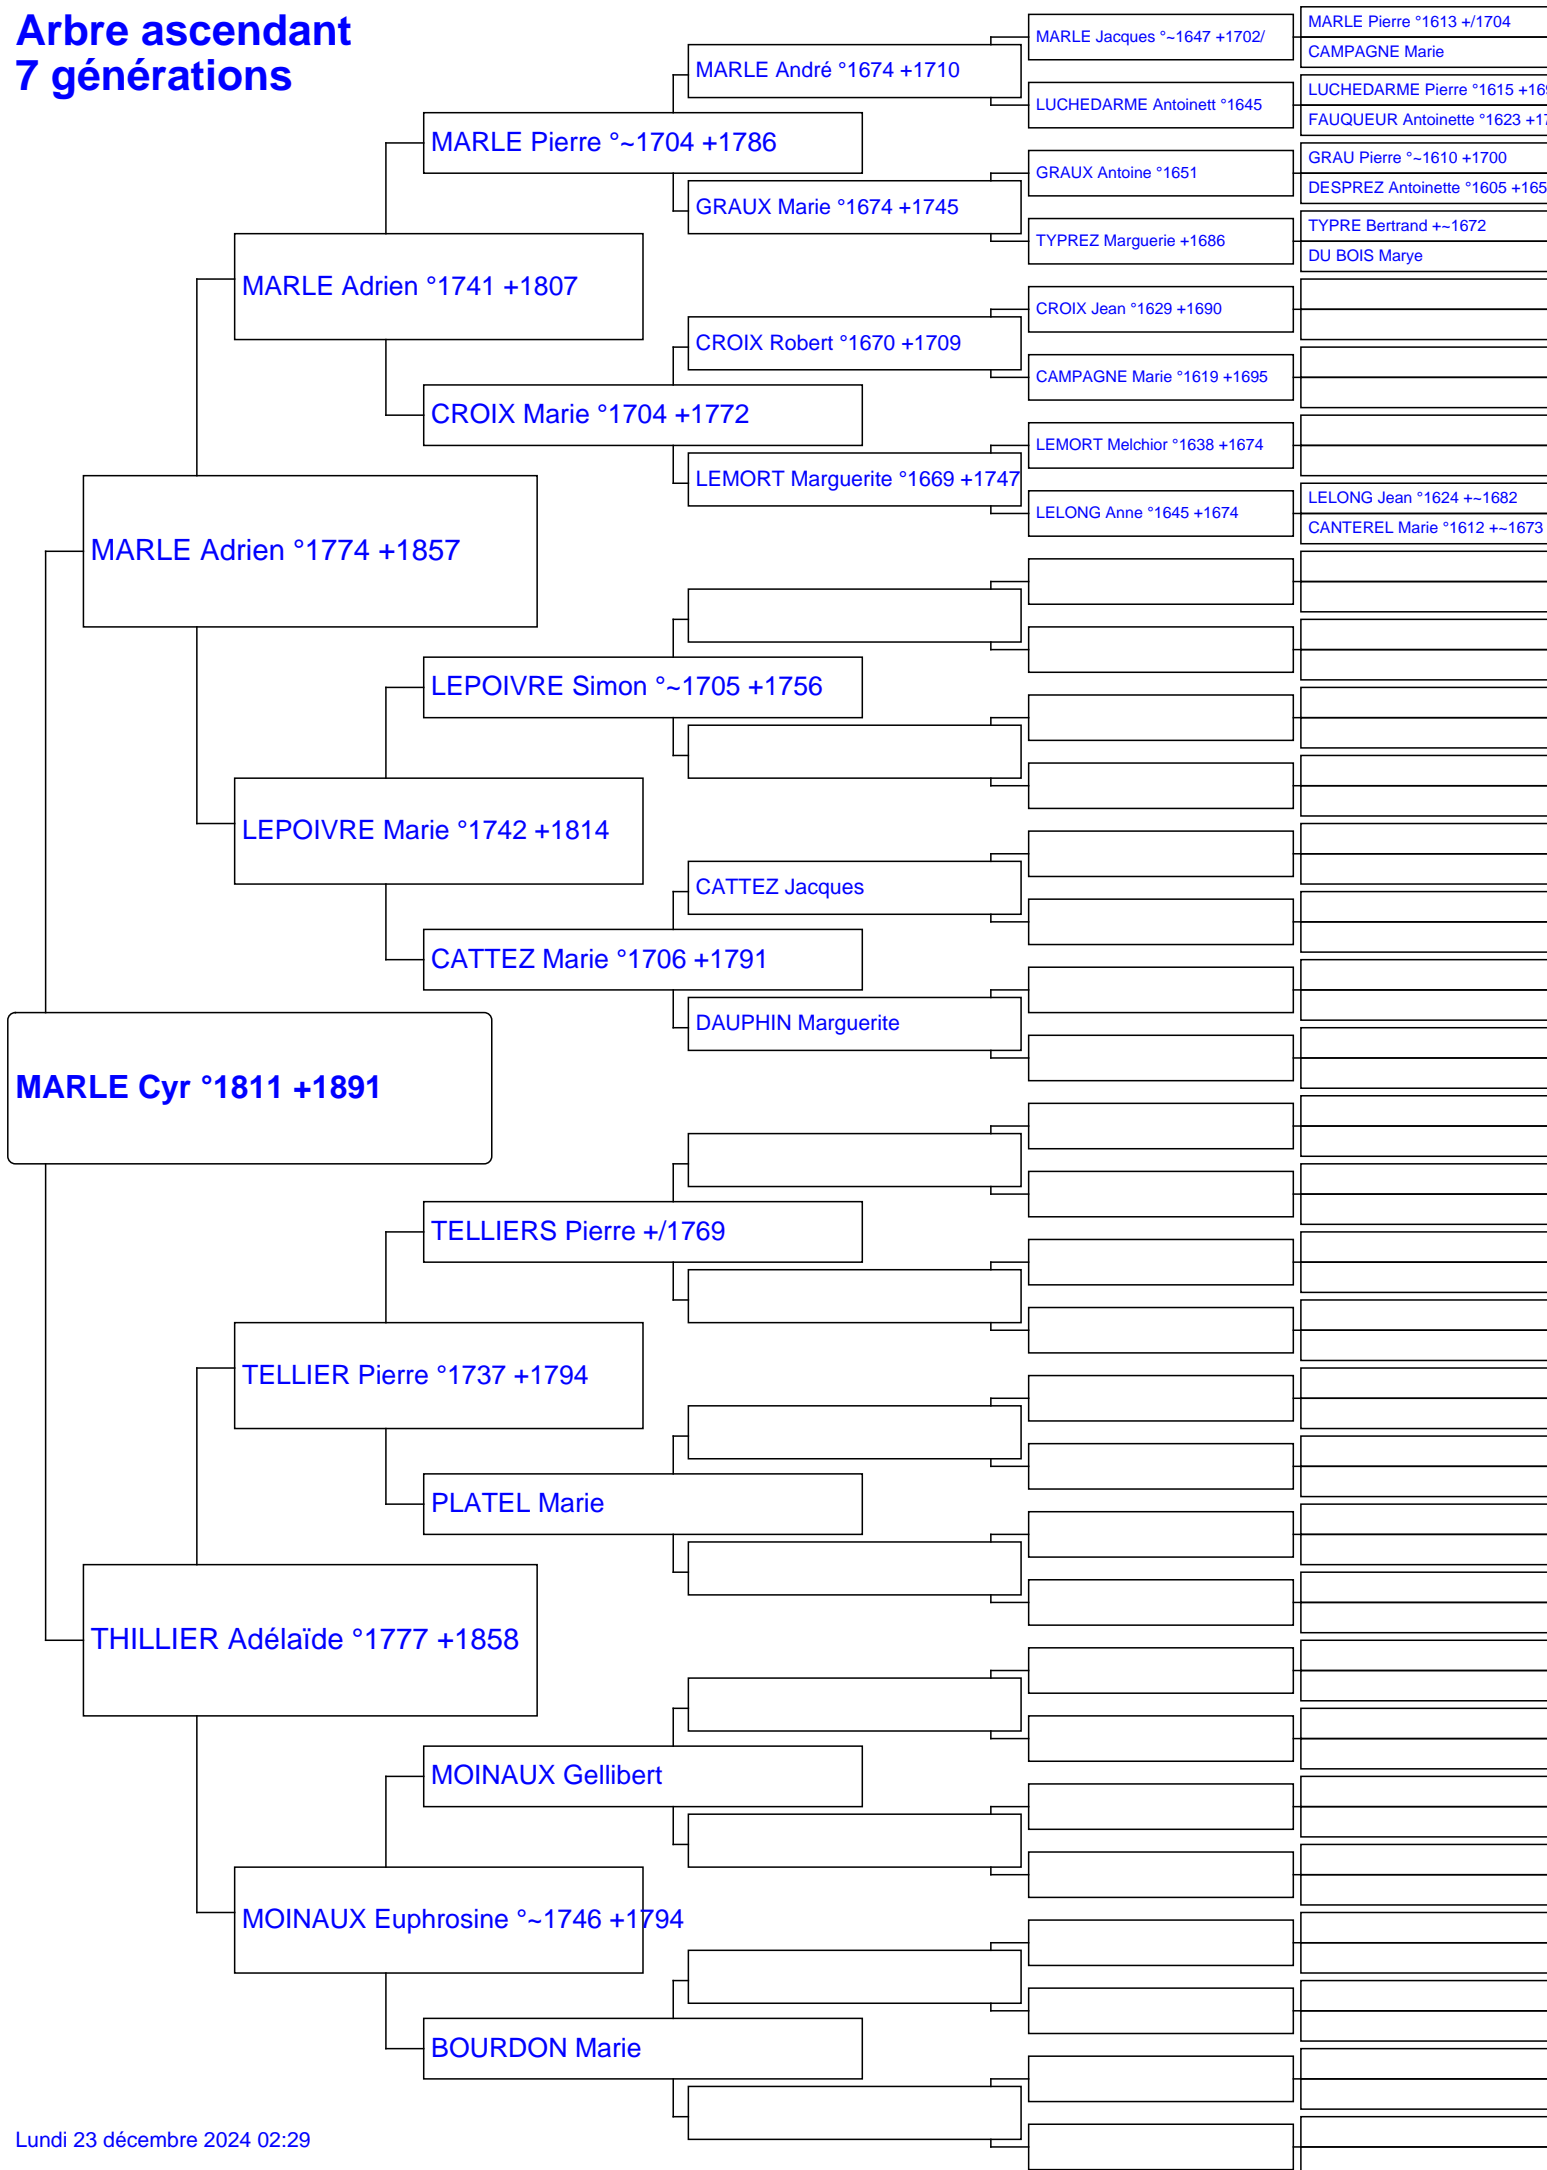 Arbre ascendant
7 générations
MARLE Cyr °1811 +1891
MARLE Adrien °1774 +1857
THILLIER Adélaïde °1777 +1858
MARLE Adrien °1741 +1807
LEPOIVRE Marie °1742 +1814
TELLIER Pierre °1737 +1794
MOINAUX Euphrosine °~1746 +1794
MARLE Pierre °~1704 +1786
CROIX Marie °1704 +1772
LEPOIVRE Simon °~1705 +1756
CATTEZ Marie °1706 +1791
TELLIERS Pierre +/1769
PLATEL Marie
MOINAUX Gellibert
BOURDON Marie
MARLE André °1674 +1710
GRAUX Marie °1674 +1745
CROIX Robert °1670 +1709
LEMORT Marguerite °1669 +1747
CATTEZ Jacques
DAUPHIN Marguerite
MARLE Jacques °~1647 +1702/
LUCHEDARME Antoinett °1645
GRAUX Antoine °1651
TYPREZ Marguerie +1686
CROIX Jean °1629 +1690
CAMPAGNE Marie °1619 +1695
LEMORT Melchior °1638 +1674
LELONG Anne °1645 +1674
MARLE Pierre °1613 +/1704
CAMPAGNE Marie
LUCHEDARME Pierre °1615
FAUQUEUR Antoinette °1623
GRAU Pierre °~1610 +1700
DESPREZ Antoinette °1605
TYPRE Bertrand +~1672
DU BOIS Marye
LELONG Jean °1624 +~1682
CANTEREL Marie °1612 +~1673
Lundi 23 décembre 2024 02:29